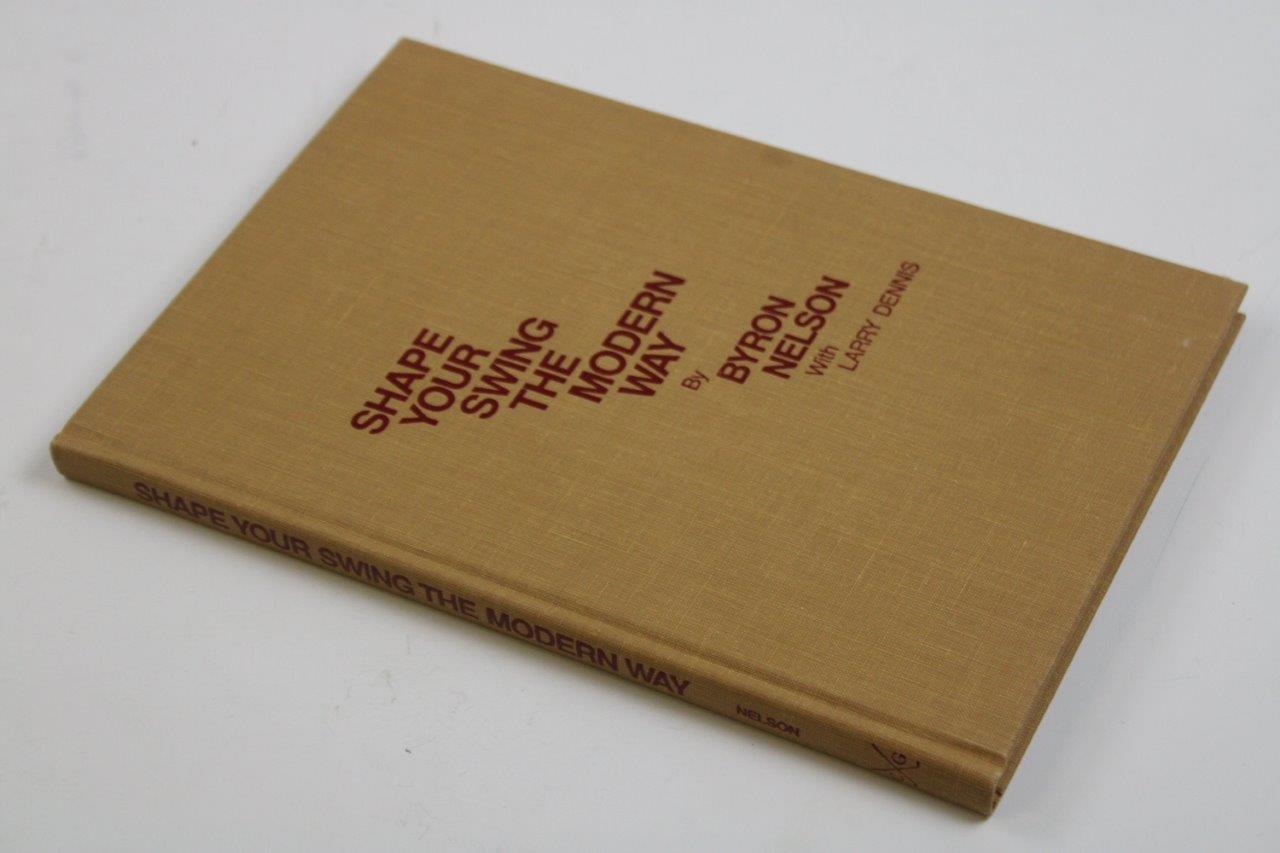 SHAPE
YOUR
SWING
THE
MODERN
WAY
By
BYRON
NELSON
With
LARRY DENNIS
SHAPE YOUR SWING THE MODERN WAY
NELSON
G